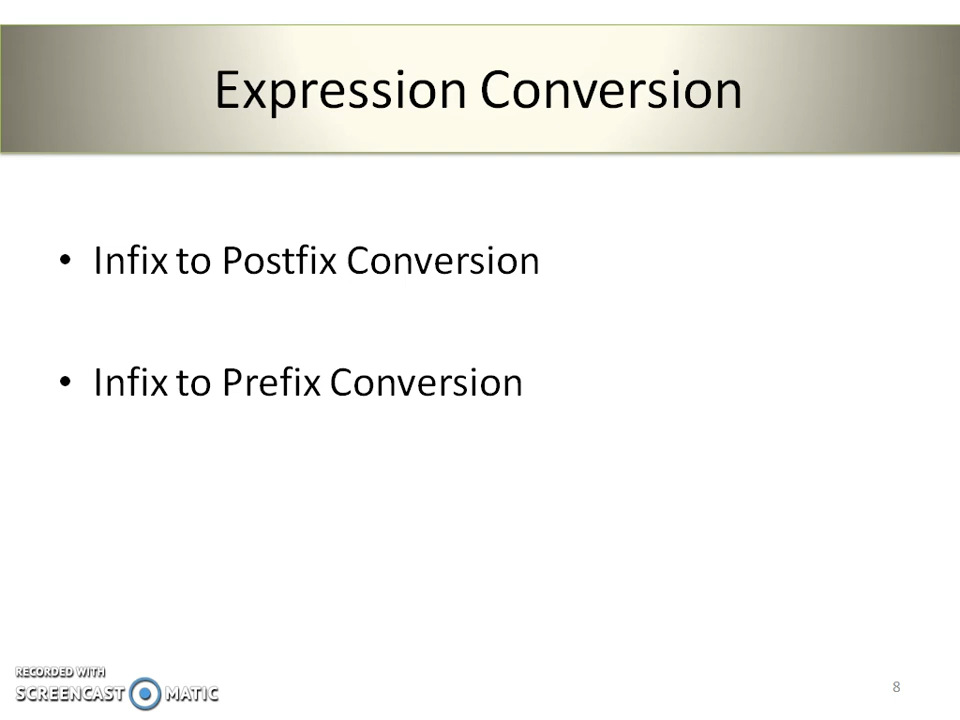 Expression Conversion
• Infix to Postfix Conversion
• Infix to Prefix Conversion
RECORDED WITH
SCREENCAST MATIC
8